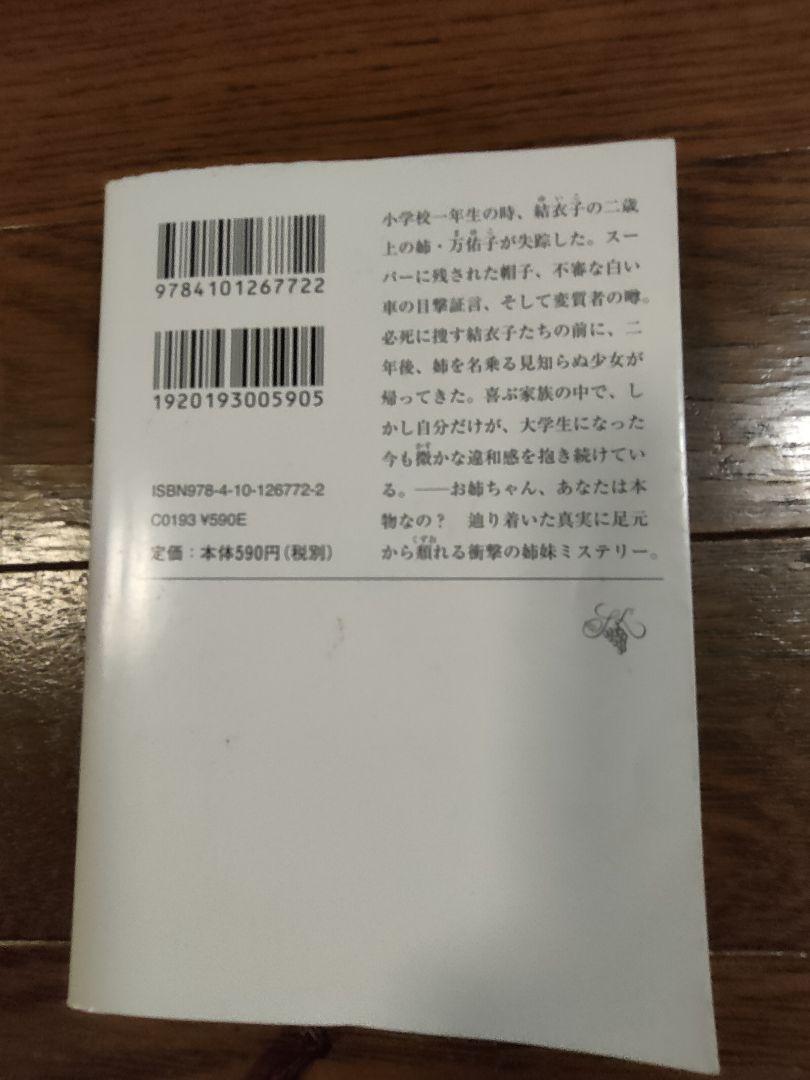 9784101267722
1920193005905
ISBN978-4-10-126772-2
C0193 ¥590E
定価：本体590円（税別）
小学校一年生の時、結衣子の二歳
上の姉・万佑子が失踪した。スー
パーに残された帽子、不審な白い
車の目撃証言、そして変質者の噂。
必死に捜す結衣子たちの前に、二
年後、姉を名乗る見知らぬ少女が
帰ってきた。喜ぶ家族の中で、し
かし自分だけが、大学生になった
今も微かな違和感を抱き続けてい
る。――お姉ちゃん、あなたは本
物なの？　辿り着いた真実に足元
から頽れる衝撃の姉妹ミステリー。